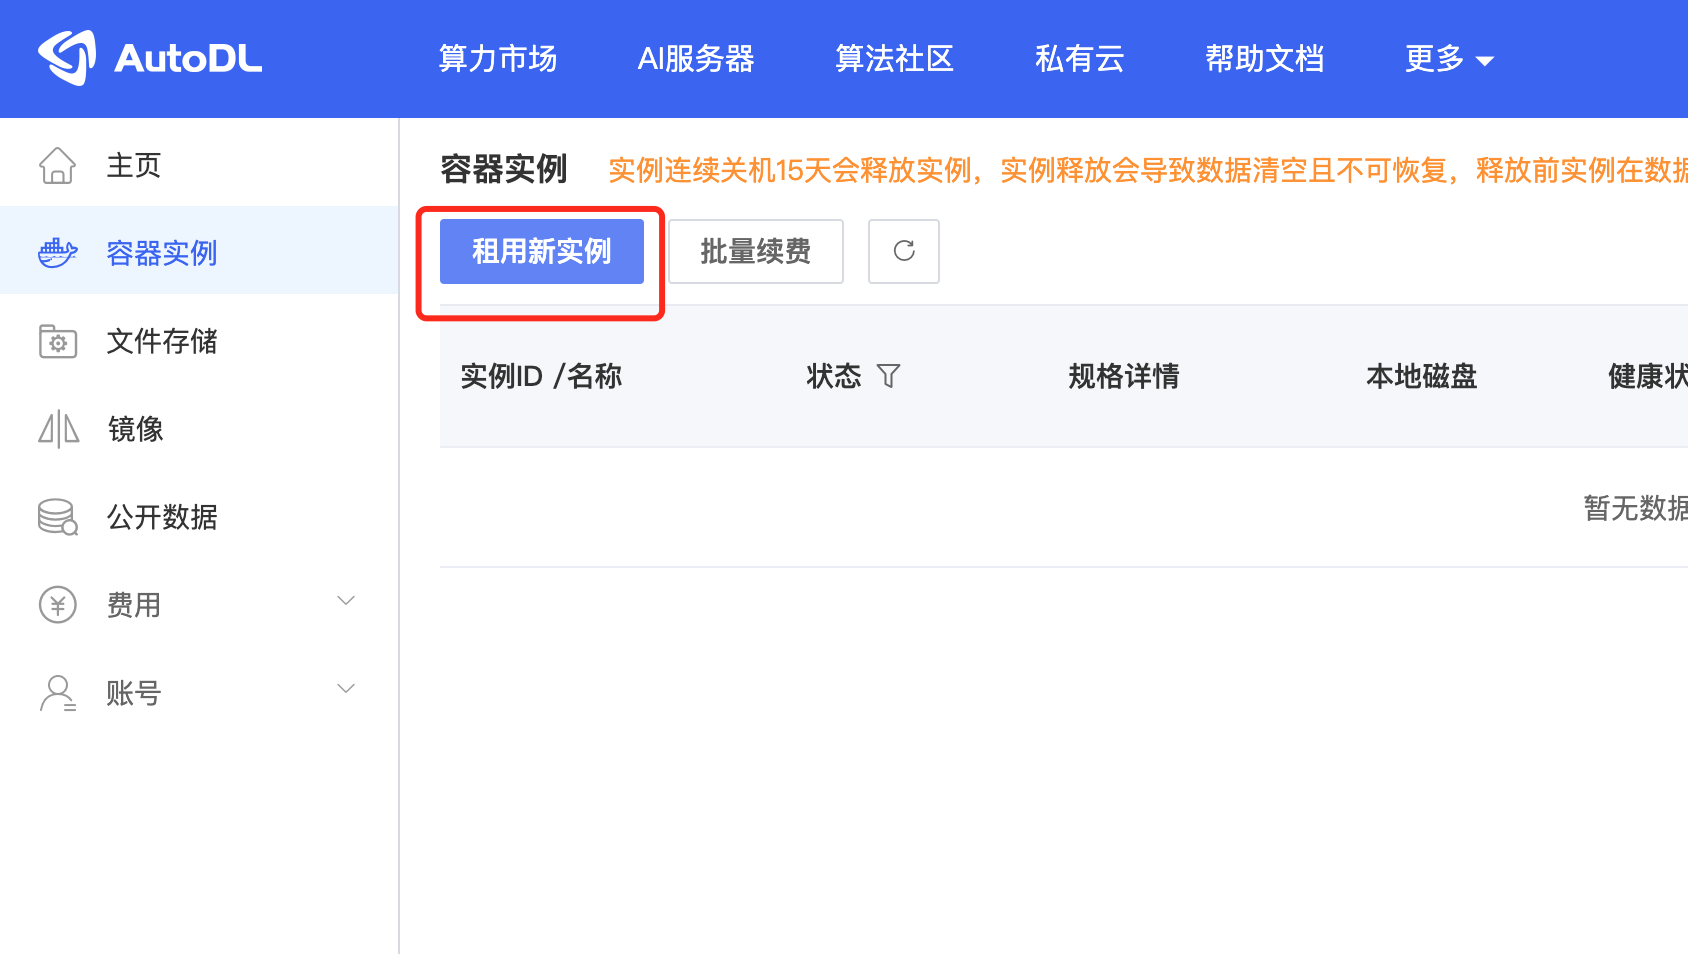 AutoDL 算力市场 AI服务器 算法社区 私有云 帮助文档 更多
主页
容器实例
文件存储
镜像
公开数据
费用
账号
容器实例 实例连续关机15天会释放实例，实例释放会导致数据清空且不可恢复，释放前实例在数据
租用新实例 批量续费
实例ID /名称 状态 规格详情 本地磁盘 健康状
暂无数据